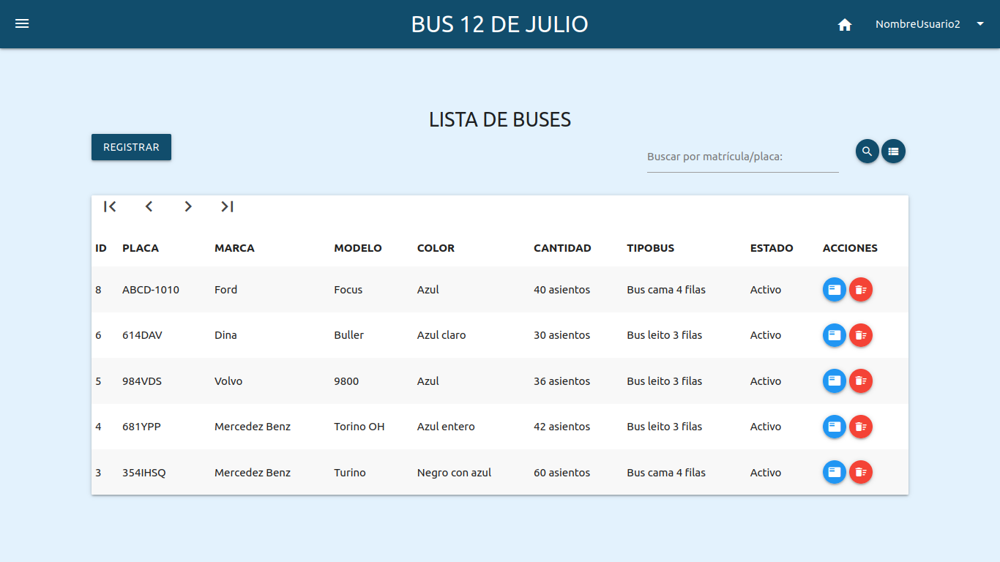 BUS 12 DE JULIO
NombreUsuario2
LISTA DE BUSES
REGISTRAR
Buscar por matrícula/placa:
ID PLACA MARCA MODELO COLOR CANTIDAD TIPOBUS ESTADO ACCIONES
8 ABCD-1010 Ford Focus Azul 40 asientos Bus cama 4 filas Activo
6 614DAV Dina Buller Azul claro 30 asientos Bus leito 3 filas Activo
5 984VDS Volvo 9800 Azul 36 asientos Bus leito 3 filas Activo
4 681YPP Mercedez Benz Torino OH Azul entero 42 asientos Bus leito 3 filas Activo
3 354IHSQ Mercedez Benz Turino Negro con azul 60 asientos Bus cama 4 filas Activo